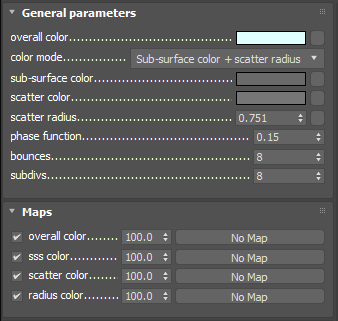 General parameters
overall color
color mode Sub-surface color + scatter radius
sub-surface color
scatter color
scatter radius 0.751
phase function 0.15
bounces 8
subdivs 8
Maps
overall color 100.0 No Map
sss color 100.0 No Map
scatter color 100.0 No Map
radius color 100.0 No Map